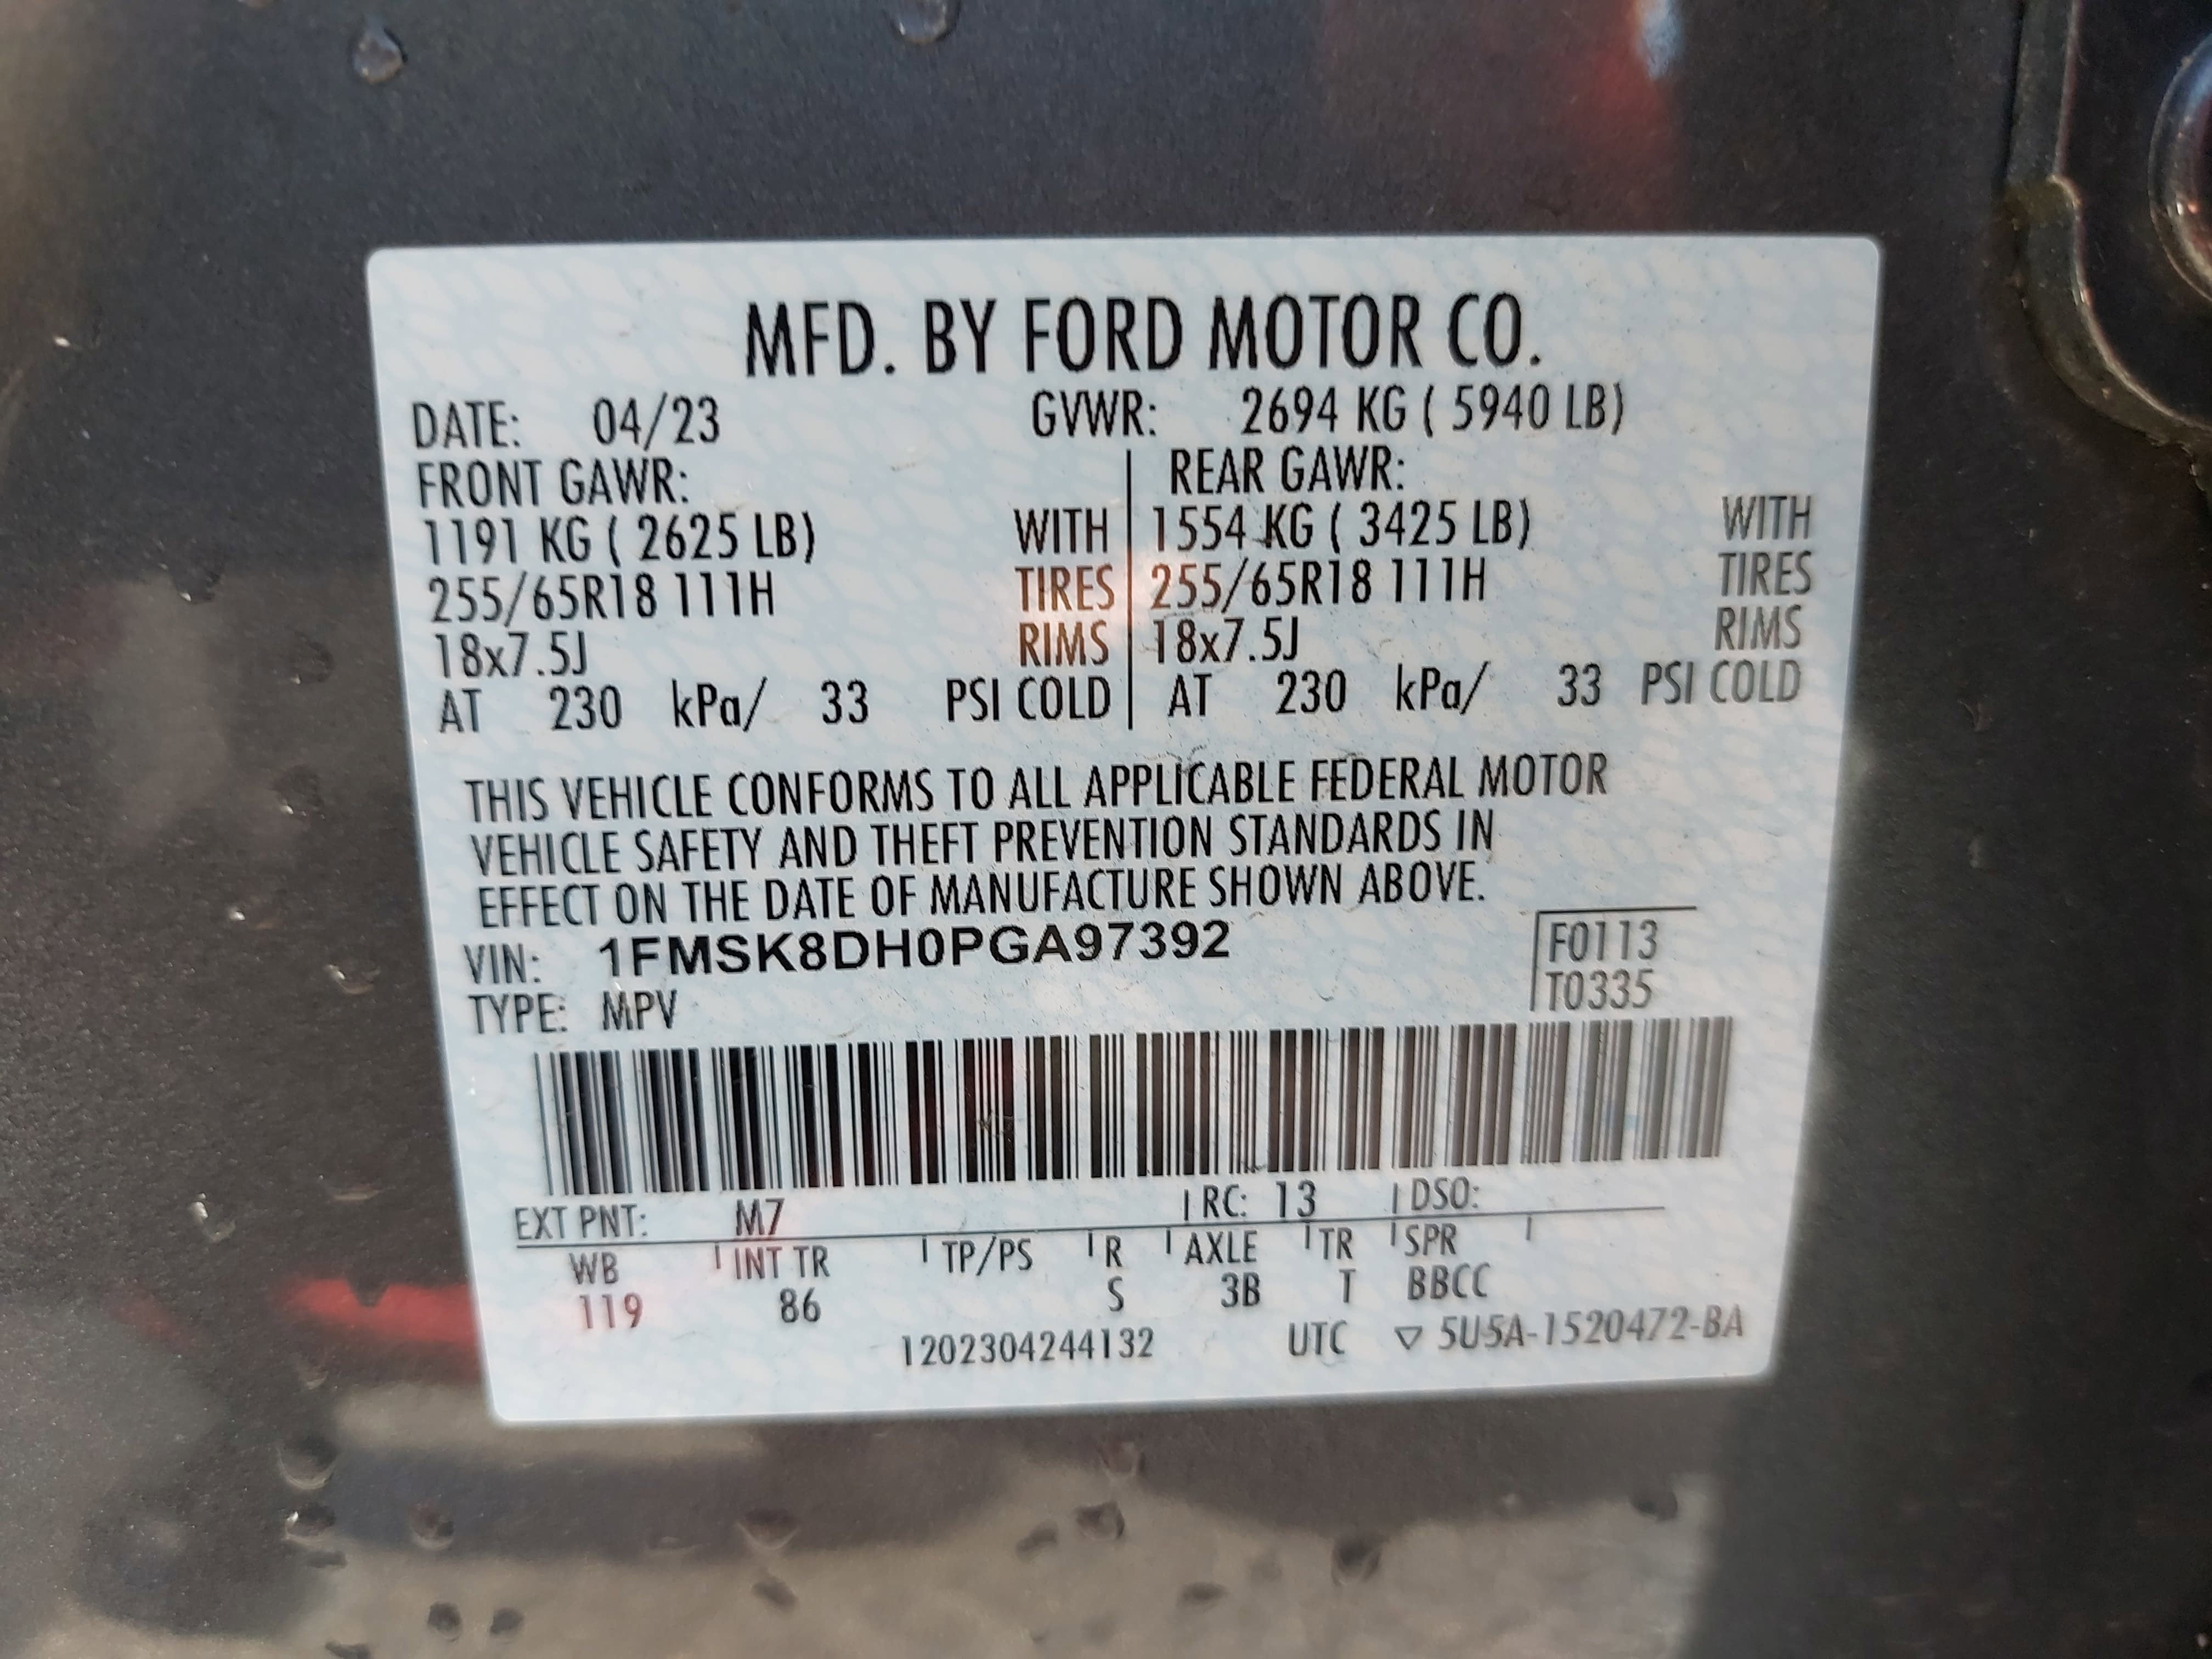 MFD. BY FORD MOTOR CO.
DATE: 04/23 GVWR: 2694 KG ( 5940 LB)
FRONT GAWR: REAR GAWR:
1191 KG ( 2625 LB) WITH 1554 KG ( 3425 LB) WITH
255/65R18 111H TIRES 255/65R18 111H TIRES
18x7.5J RIMS 18x7.5J RIMS
AT 230 kPa/ 33 PSI COLD AT 230 kPa/ 33 PSI COLD
THIS VEHICLE CONFORMS TO ALL APPLICABLE FEDERAL MOTOR
VEHICLE SAFETY AND THEFT PREVENTION STANDARDS IN
EFFECT ON THE DATE OF MANUFACTURE SHOWN ABOVE.
VIN: 1FMSK8DH0PGA97392 F0113
TYPE: MPV T0335
EXT PNT: M7 RC: 13 DSO:
WB INT TR TP/PS R AXLE TR SPR
119 86 S 3B T BBCC
1202304244132 UTC ▽ 5U5A-1520472-BA